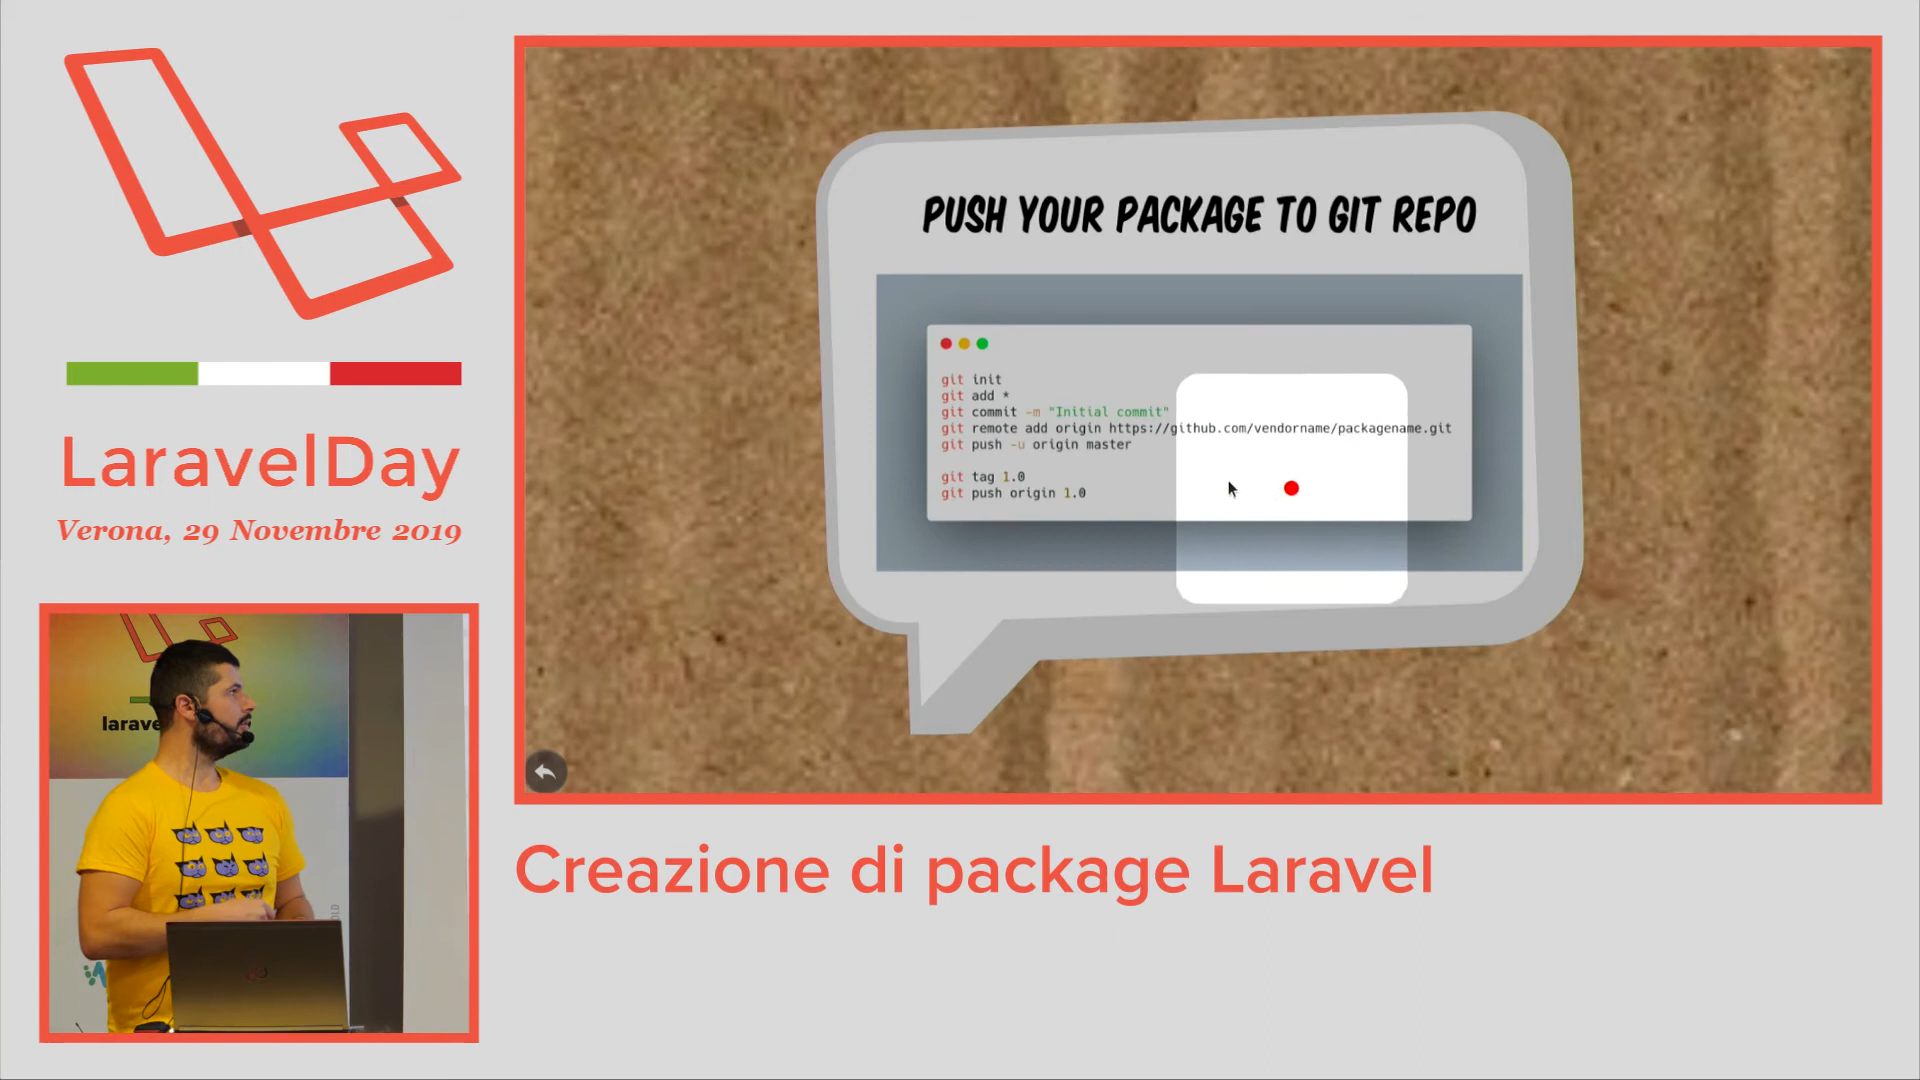 LaravelDay
Verona, 29 Novembre 2019
PUSH YOUR PACKAGE TO GIT REPO
git init
git add *
git commit -m "Initial commit"
git remote add origin https://github.com/vendorname/packagename.git
git push -u origin master
git tag 1.0
git push origin 1.0
Creazione di package Laravel